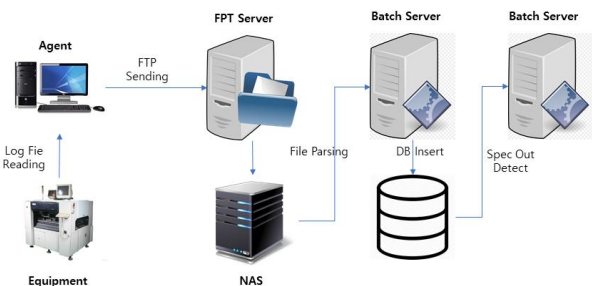 FPT Server
Batch Server
Batch Server
Agent
FTP
Sending
Log Fie
Reading
File Parsing
DB Insert
Spec Out
Detect
Equipment
NAS